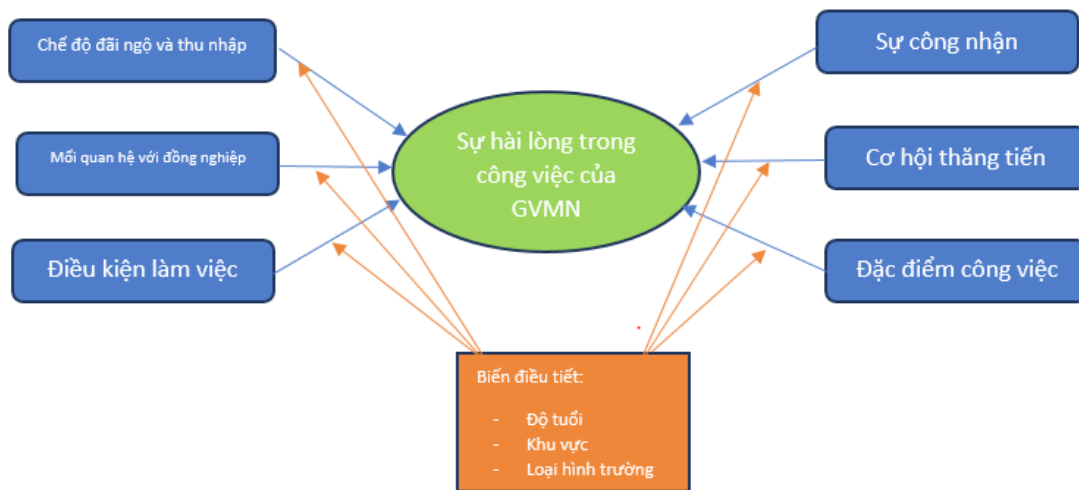 Chế độ đãi ngộ và thu nhập
Mối quan hệ với đồng nghiệp
Điều kiện làm việc
Sự hài lòng trong
công việc của
GVMN
Sự công nhận
Cơ hội thăng tiến
Đặc điểm công việc
Biến điều tiết:
- Độ tuổi
- Khu vực
- Loại hình trường